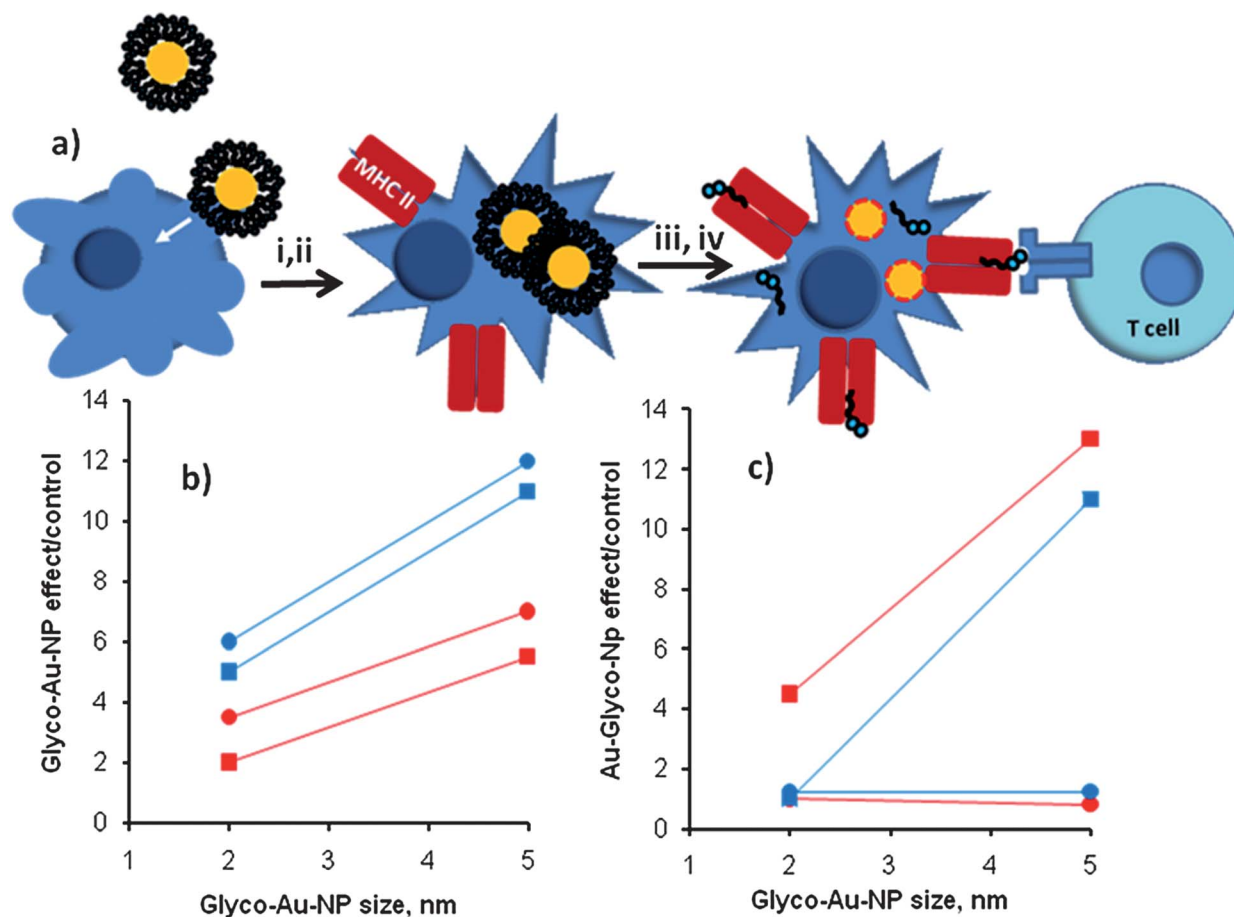 a)
MHC II
i,ii
iii, iv
T cell
b)
Glyco-Au-NP effect/control
14
12
10
8
6
4
2
0
1 2 3 4 5
Glyco-Au-NP size, nm
c)
Au-Glyco-Np effect/control
14
12
10
8
6
4
2
0
1 2 3 4 5
Glyco-Au-NP size, nm